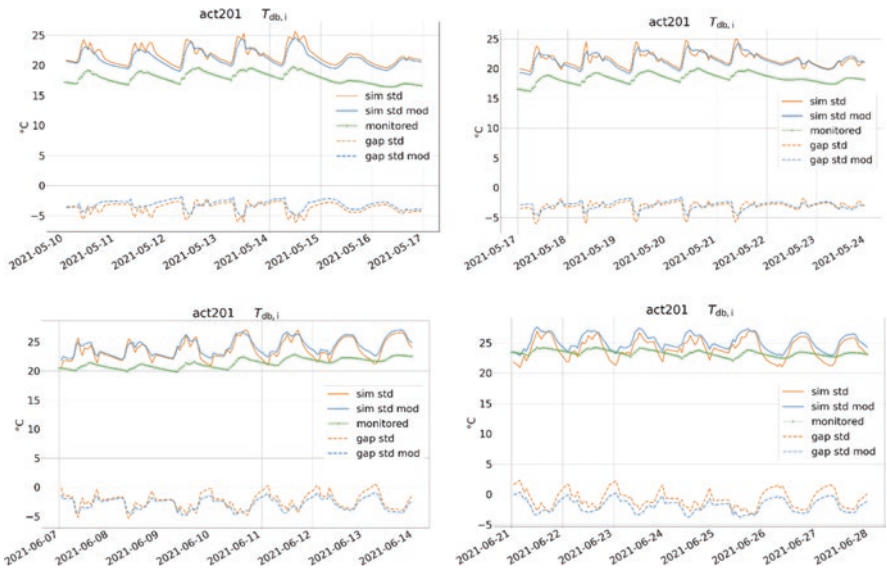 act201 T_db,i
25
20
15
10
5
0
−5
°C
sim std
sim std mod
monitored
gap std
gap std mod
2021-05-10
2021-05-11
2021-05-12
2021-05-13
2021-05-14
2021-05-15
2021-05-16
2021-05-17
act201 T_db,i
25
20
15
10
5
0
−5
°C
sim std
sim std mod
monitored
gap std
gap std mod
2021-05-17
2021-05-18
2021-05-19
2021-05-20
2021-05-21
2021-05-22
2021-05-23
2021-05-24
act201 T_db,i
25
20
15
10
5
0
−5
°C
sim std
sim std mod
monitored
gap std
gap std mod
2021-06-07
2021-06-08
2021-06-09
2021-06-10
2021-06-11
2021-06-12
2021-06-13
2021-06-14
act201 T_db,i
25
20
15
10
5
0
−5
°C
sim std
sim std mod
monitored
gap std
gap std mod
2021-06-21
2021-06-22
2021-06-23
2021-06-24
2021-06-25
2021-06-26
2021-06-27
2021-06-28